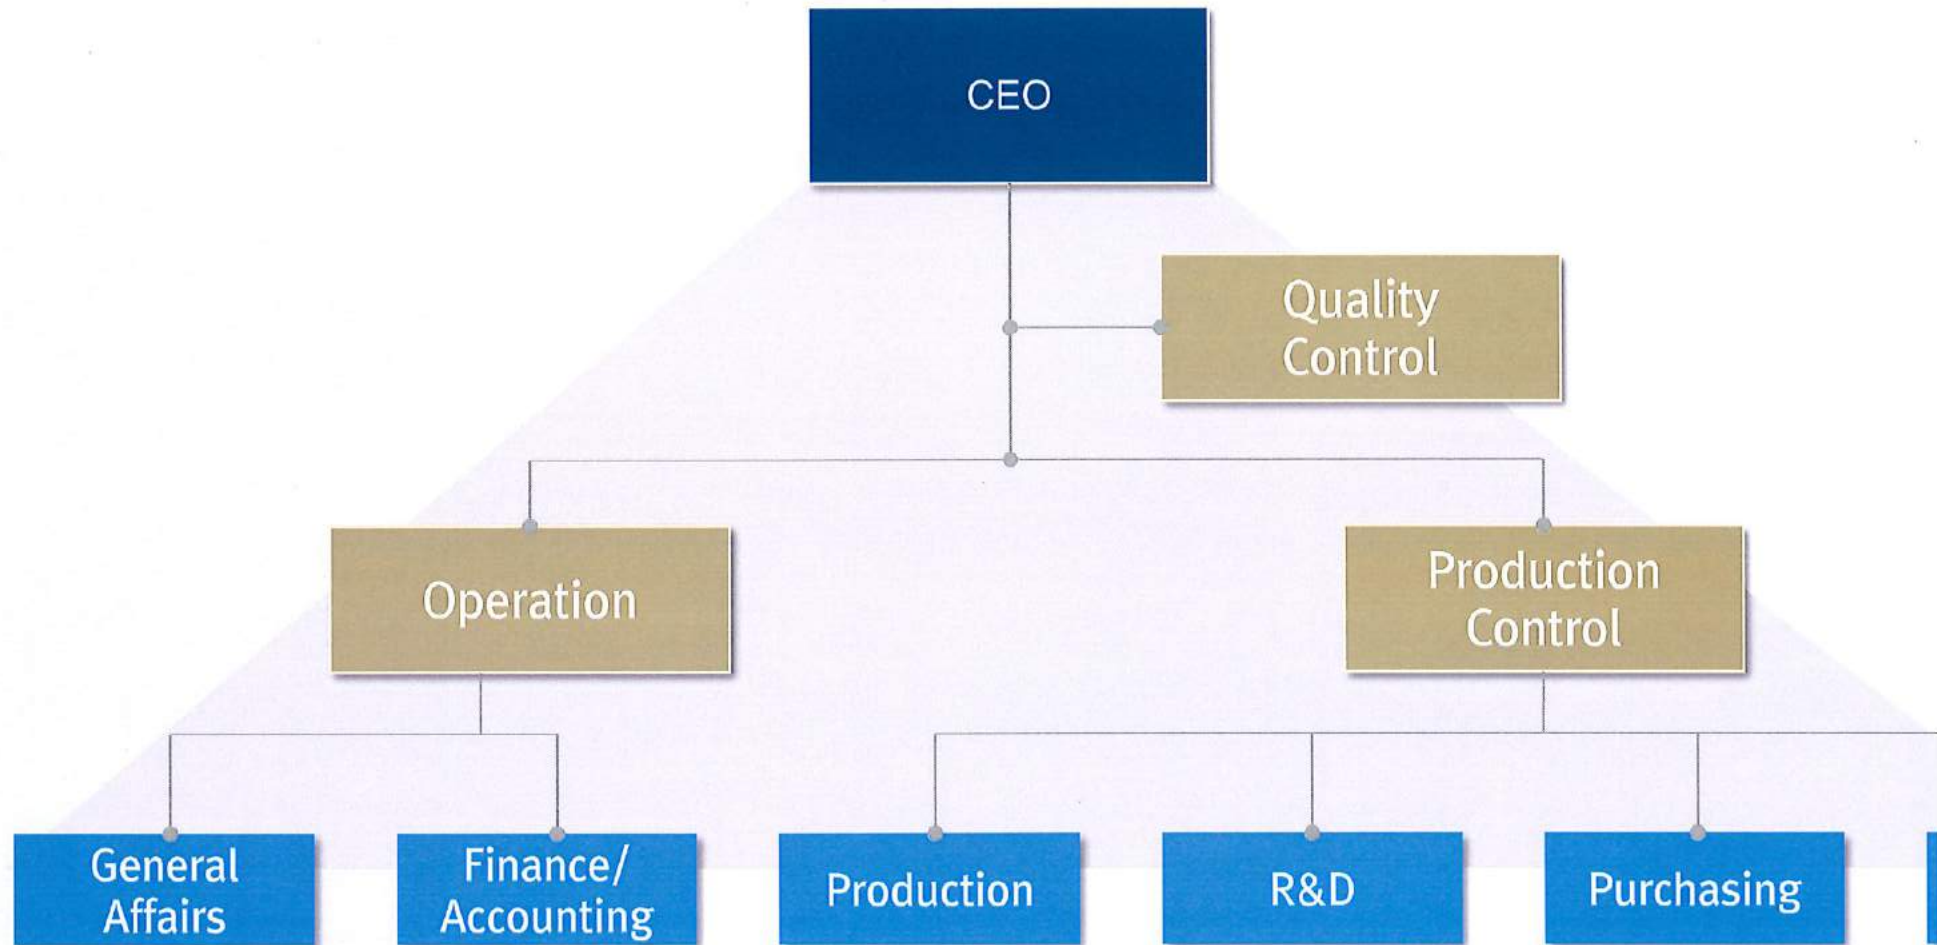 CEO
Quality
Control
Operation
Production
Control
General
Affairs
Finance/
Accounting
Production
R&D
Purchasing